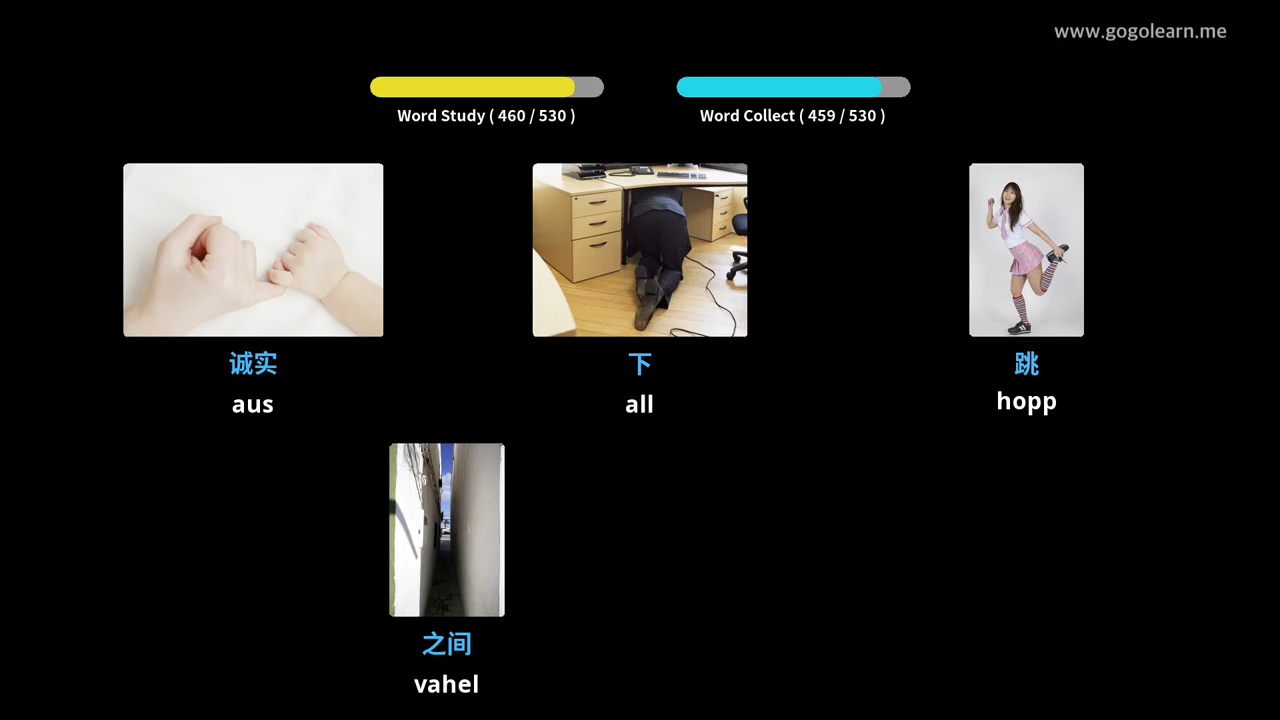 www.gogolearn.me
Word Study ( 460 / 530 )
Word Collect ( 459 / 530 )
诚实
aus
下
all
跳
hopp
之间
vahel